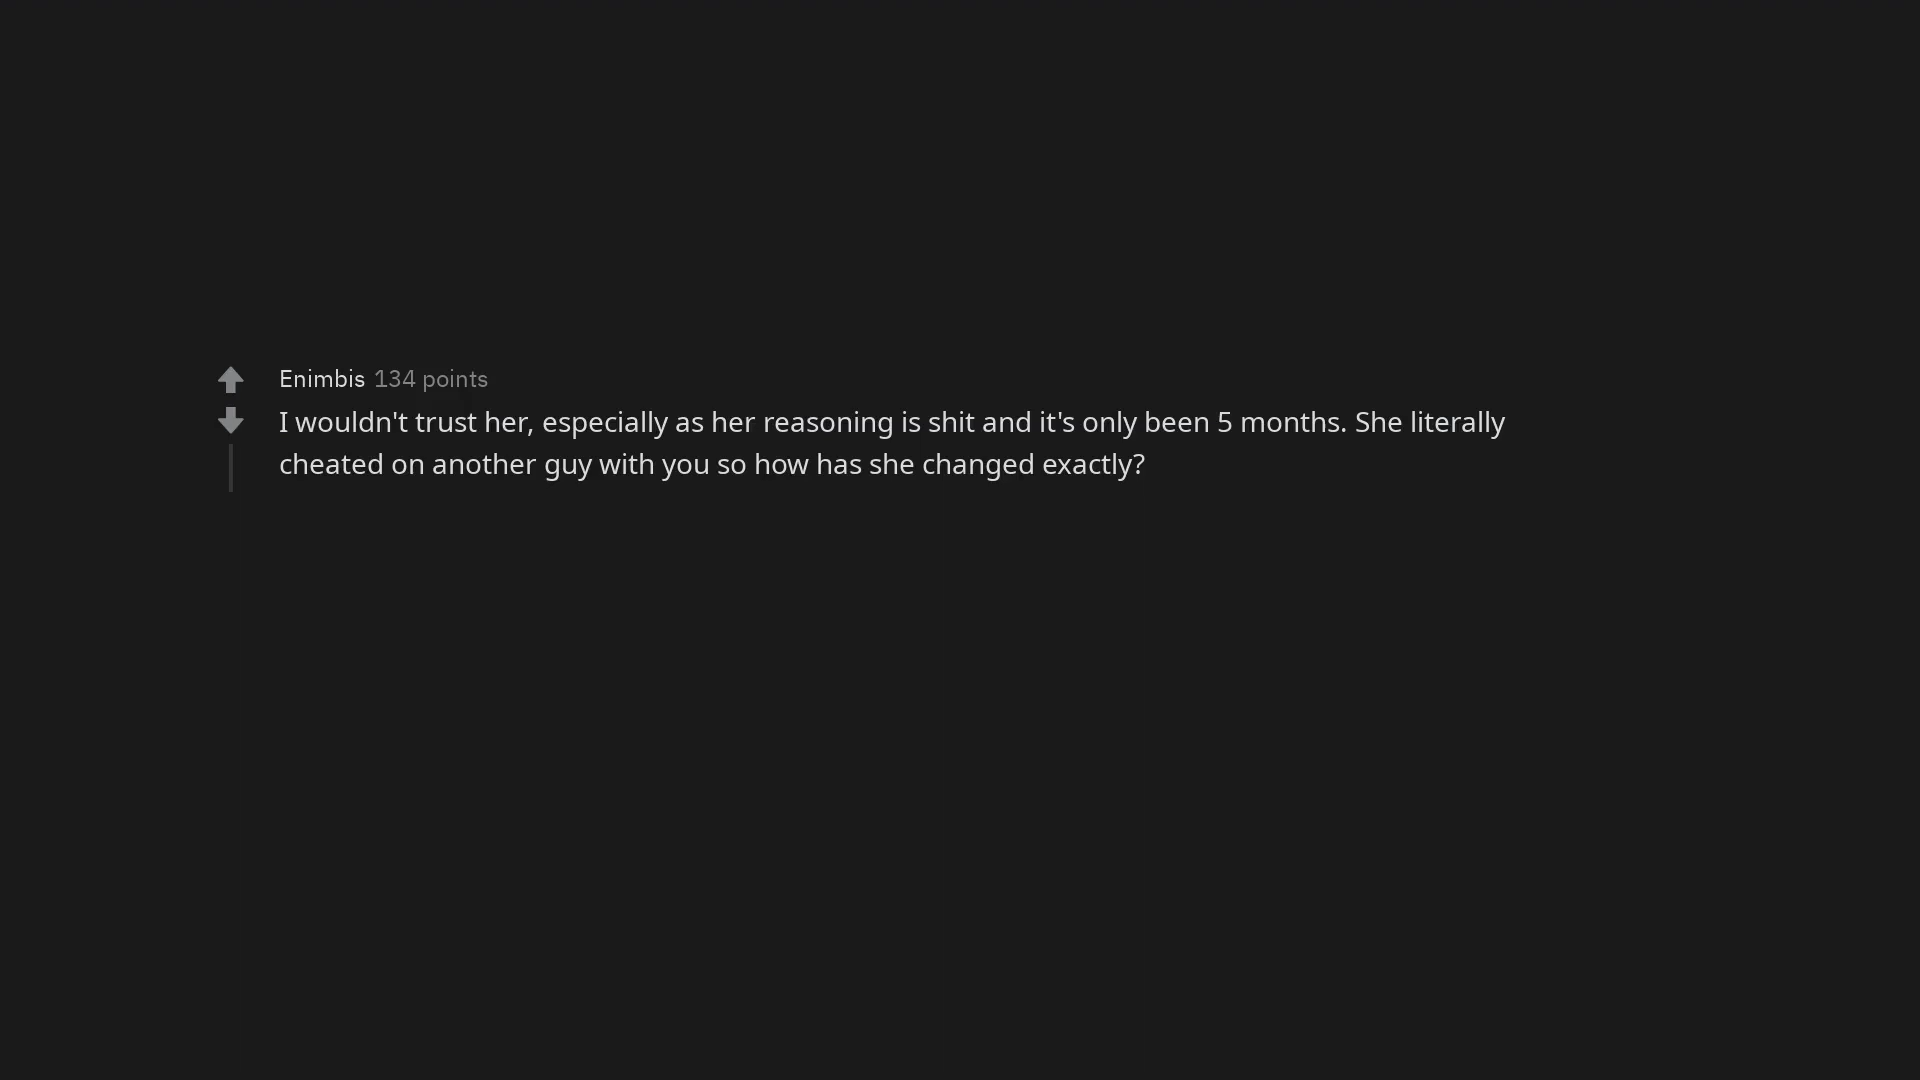 Enimbis 134 points
I wouldn't trust her, especially as her reasoning is shit and it's only been 5 months. She literally
cheated on another guy with you so how has she changed exactly?